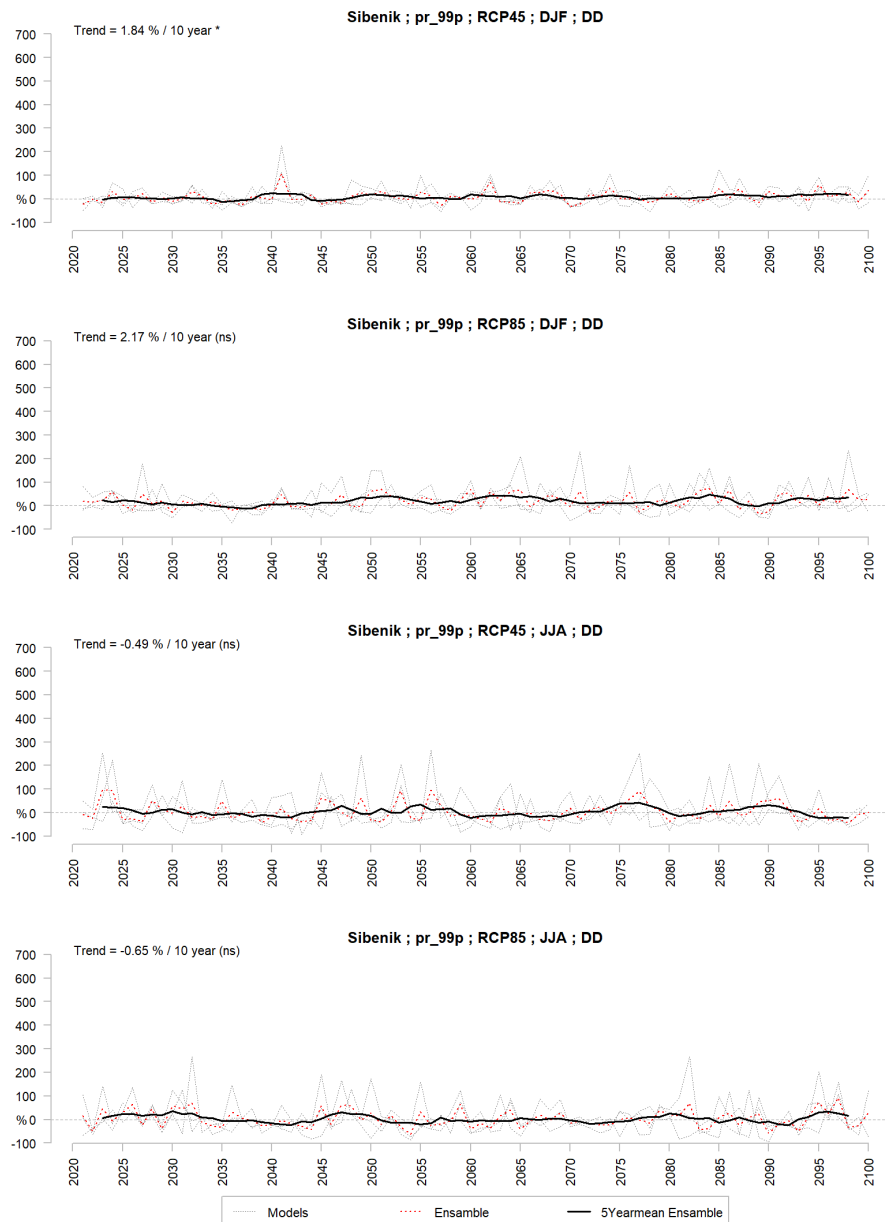 Sibenik ; pr_99p ; RCP45 ; DJF ; DD
Trend = 1.84 % / 10 year *
700
600
500
400
300
200
100
% 0
-100
2020 2025 2030 2035 2040 2045 2050 2055 2060 2065 2070 2075 2080 2085 2090 2095 2100
Sibenik ; pr_99p ; RCP85 ; DJF ; DD
Trend = 2.17 % / 10 year (ns)
700
600
500
400
300
200
100
% 0
-100
2020 2025 2030 2035 2040 2045 2050 2055 2060 2065 2070 2075 2080 2085 2090 2095 2100
Sibenik ; pr_99p ; RCP45 ; JJA ; DD
Trend = -0.49 % / 10 year (ns)
700
600
500
400
300
200
100
% 0
-100
2020 2025 2030 2035 2040 2045 2050 2055 2060 2065 2070 2075 2080 2085 2090 2095 2100
Sibenik ; pr_99p ; RCP85 ; JJA ; DD
Trend = -0.65 % / 10 year (ns)
700
600
500
400
300
200
100
% 0
-100
2020 2025 2030 2035 2040 2045 2050 2055 2060 2065 2070 2075 2080 2085 2090 2095 2100
Models Ensamble 5Yearmean Ensamble